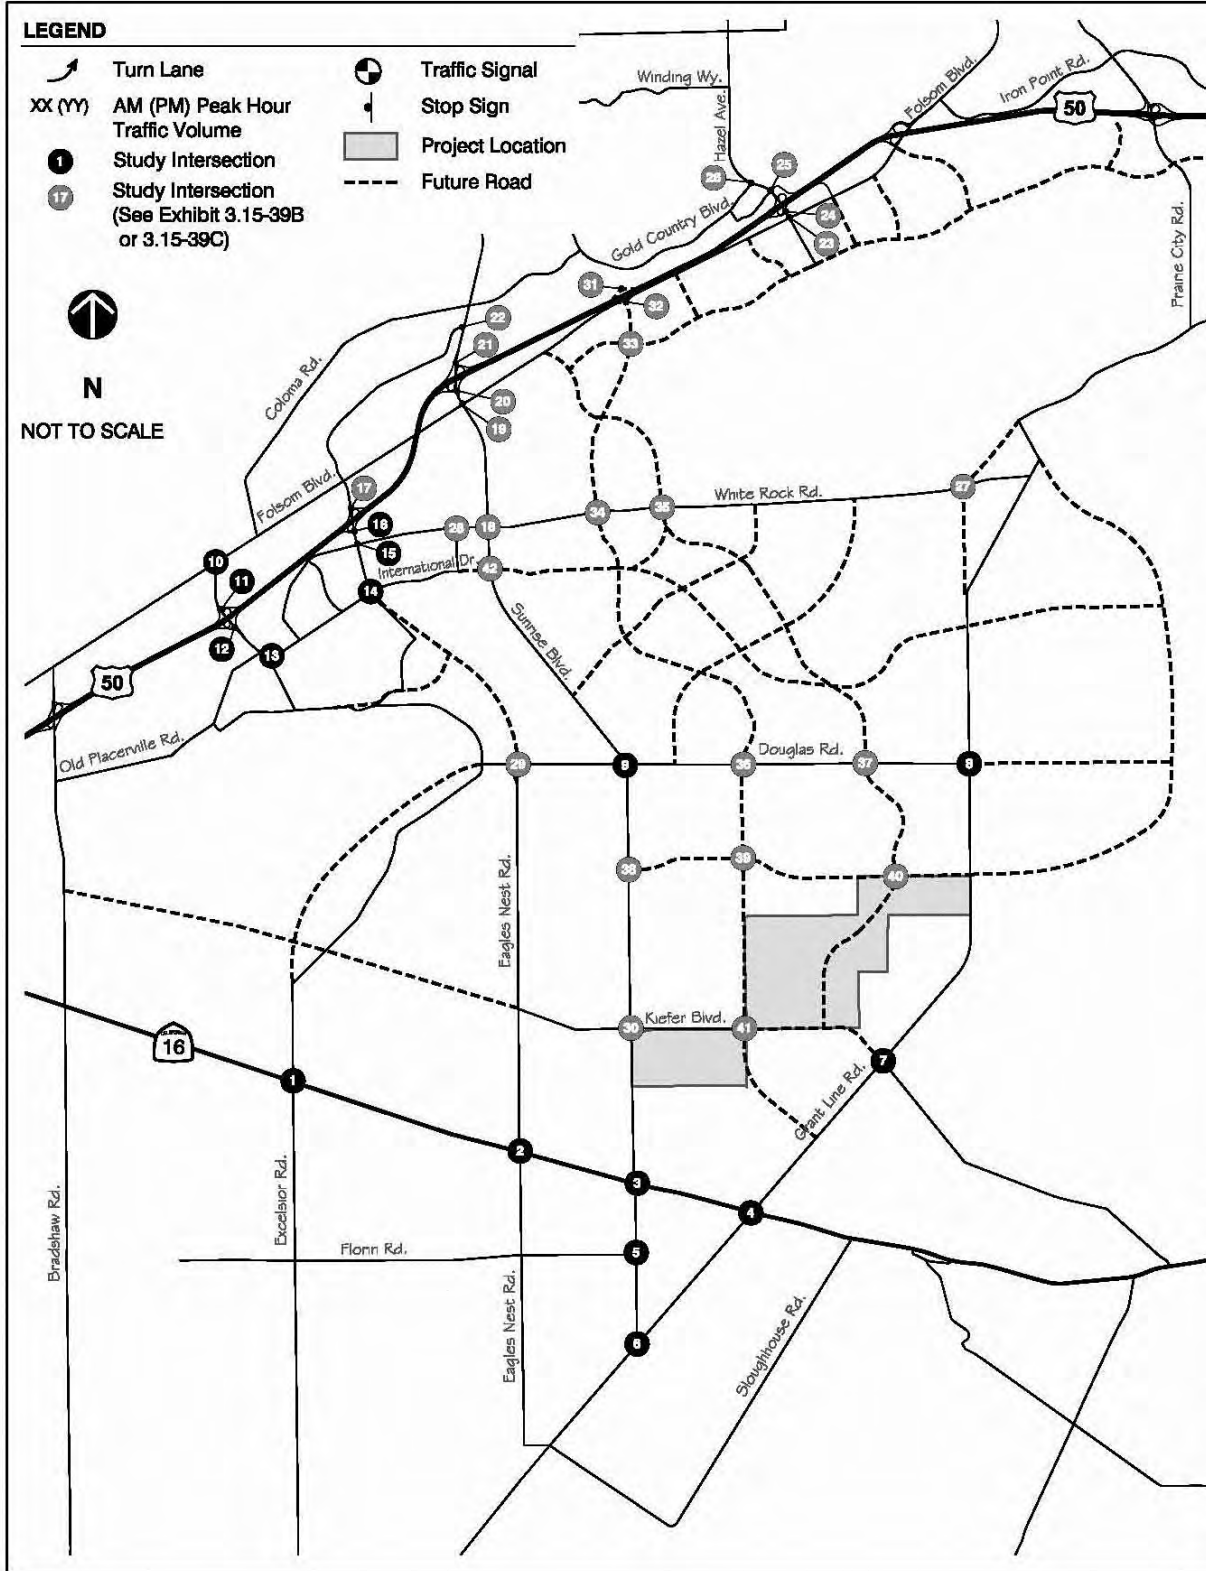 LEGEND
Turn Lane
XX (YY) AM (PM) Peak Hour
Traffic Volume
1 Study Intersection
17 Study Intersection
(See Exhibit 3.15-39B
or 3.15-39C)
Traffic Signal
Stop Sign
Project Location
Future Road
N
NOT TO SCALE
Winding Wy.
Hazel Ave.
Folsom Blvd.
Iron Point Rd.
50
25
26
Gold Country Blvd.
24
23
Prairie City Rd.
31
32
22
33
21
Coloma Rd.
20
19
Folsom Blvd.
17
27
White Rock Rd.
34
35
16
28
18
15
10
International Dr.
42
11
14
Sunrise Blvd.
12
13
50
Old Placerville Rd.
Douglas Rd.
29
9
36
37
8
39
38
40
Eagles Nest Rd.
30
Kiefer Blvd.
41
CALIFORNIA
16
7
1
Grant Line Rd.
2
3
4
Bradshaw Rd.
Excelsior Rd.
Florin Rd.
5
Eagles Nest Rd.
Sloughhouse Rd.
6